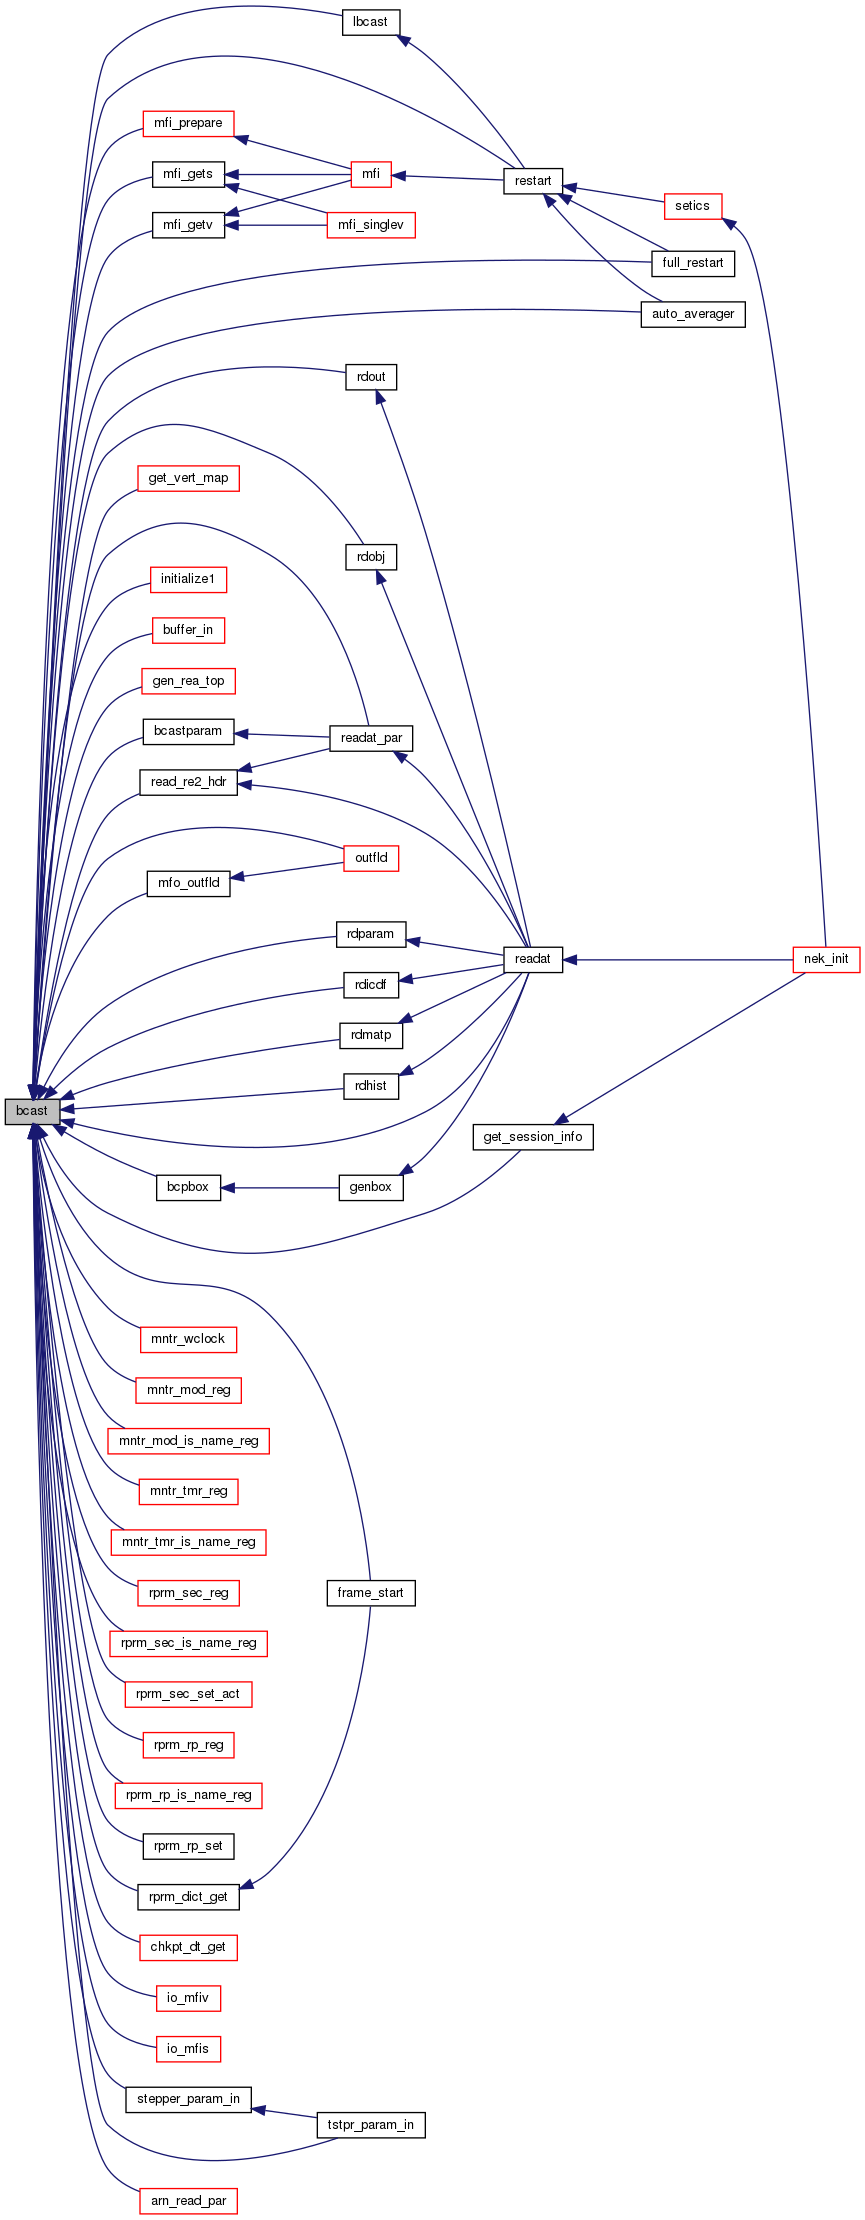 lbcast
mfi_prepare
mfi_gets
mfi
restart
setics
mfi_getv
mfi_singlev
full_restart
auto_averager
rdout
get_vert_map
rdobj
initialize1
buffer_in
gen_rea_top
bcastparam
readat_par
read_re2_hdr
outfld
mfo_outfld
rdparam
readat
nek_init
rdicdf
rdmatp
rdhist
bcast
get_session_info
bcpbox
genbox
mntr_wclock
mntr_mod_reg
mntr_mod_is_name_reg
mntr_tmr_reg
mntr_tmr_is_name_reg
rprm_sec_reg
frame_start
rprm_sec_is_name_reg
rprm_sec_set_act
rprm_rp_reg
rprm_rp_is_name_reg
rprm_rp_set
rprm_dict_get
chkpt_dt_get
io_mfiv
io_mfis
stepper_param_in
tstpr_param_in
arn_read_par